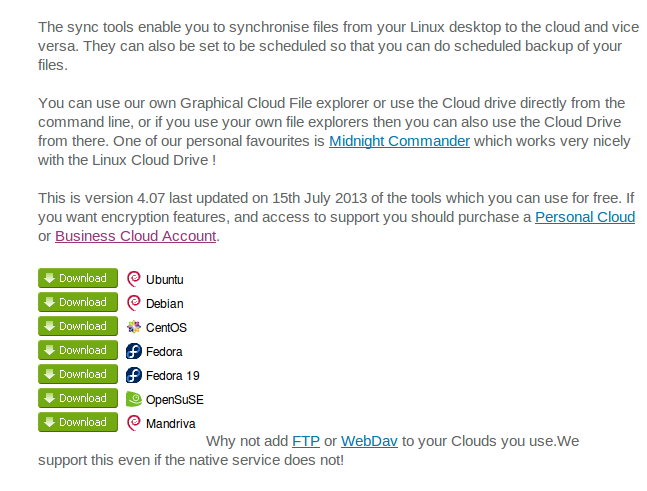 The sync tools enable you to synchronise files from your Linux desktop to the cloud and vice
versa. They can also be set to be scheduled so that you can do scheduled backup of your
files.
You can use our own Graphical Cloud File explorer or use the Cloud drive directly from the
command line, or if you use your own file explorers then you can also use the Cloud Drive
from there. One of our personal favourites is Midnight Commander which works very nicely
with the Linux Cloud Drive !
This is version 4.07 last updated on 15th July 2013 of the tools which you can use for free. If
you want encryption features, and access to support you should purchase a Personal Cloud
or Business Cloud Account.
Download Ubuntu
Download Debian
Download CentOS
Download Fedora
Download Fedora 19
Download OpenSuSE
Download Mandriva
Why not add FTP or WebDav to your Clouds you use.We
support this even if the native service does not!